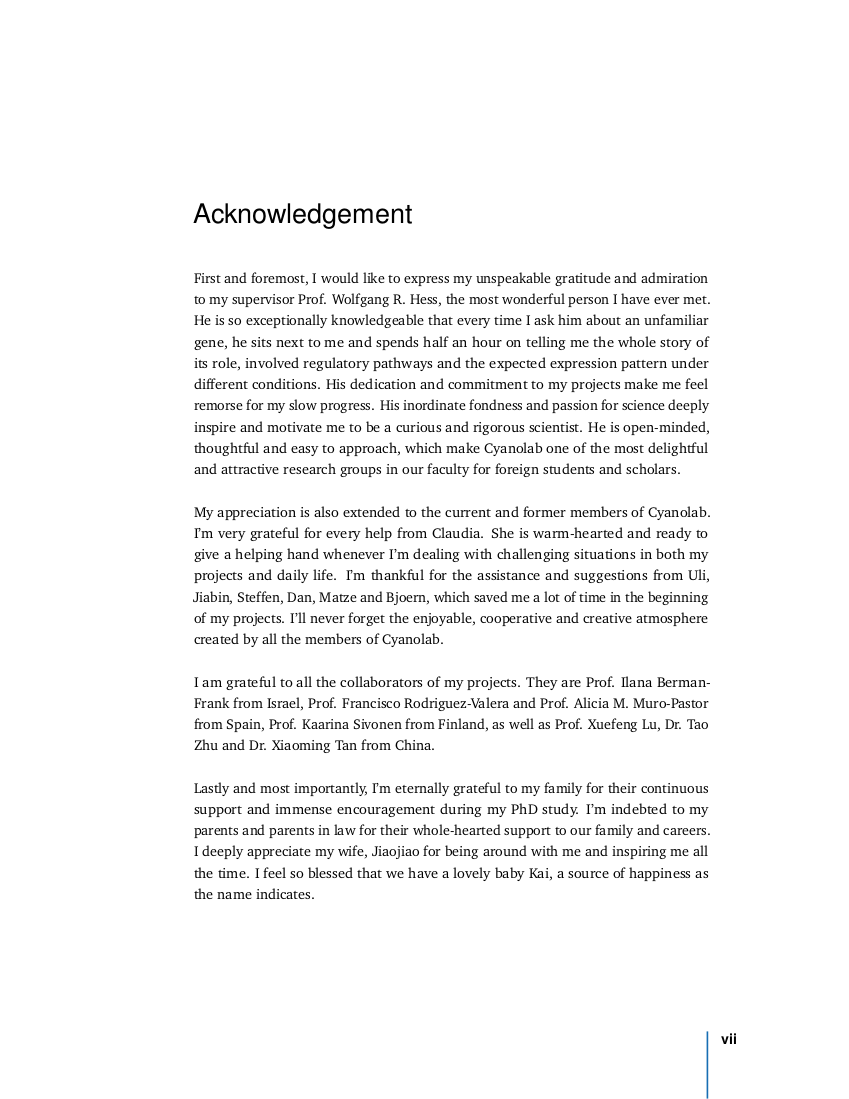 Acknowledgement
First and foremost, I would like to express my unspeakable gratitude and admiration
to my supervisor Prof. Wolfgang R. Hess, the most wonderful person I have ever met.
He is so exceptionally knowledgeable that every time I ask him about an unfamiliar
gene, he sits next to me and spends half an hour on telling me the whole story of
its role, involved regulatory pathways and the expected expression pattern under
different conditions. His dedication and commitment to my projects make me feel
remorse for my slow progress. His inordinate fondness and passion for science deeply
inspire and motivate me to be a curious and rigorous scientist. He is open-minded,
thoughtful and easy to approach, which make Cyanolab one of the most delightful
and attractive research groups in our faculty for foreign students and scholars.
My appreciation is also extended to the current and former members of Cyanolab.
I'm very grateful for every help from Claudia. She is warm-hearted and ready to
give a helping hand whenever I'm dealing with challenging situations in both my
projects and daily life. I'm thankful for the assistance and suggestions from Uli,
Jiabin, Steffen, Dan, Matze and Bjoern, which saved me a lot of time in the beginning
of my projects. I'll never forget the enjoyable, cooperative and creative atmosphere
created by all the members of Cyanolab.
I am grateful to all the collaborators of my projects. They are Prof. Ilana Berman-
Frank from Israel, Prof. Francisco Rodriguez-Valera and Prof. Alicia M. Muro-Pastor
from Spain, Prof. Kaarina Sivonen from Finland, as well as Prof. Xuefeng Lu, Dr. Tao
Zhu and Dr. Xiaoming Tan from China.
Lastly and most importantly, I'm eternally grateful to my family for their continuous
support and immense encouragement during my PhD study. I'm indebted to my
parents and parents in law for their whole-hearted support to our family and careers.
I deeply appreciate my wife, Jiaojiao for being around with me and inspiring me all
the time. I feel so blessed that we have a lovely baby Kai, a source of happiness as
the name indicates.
vii